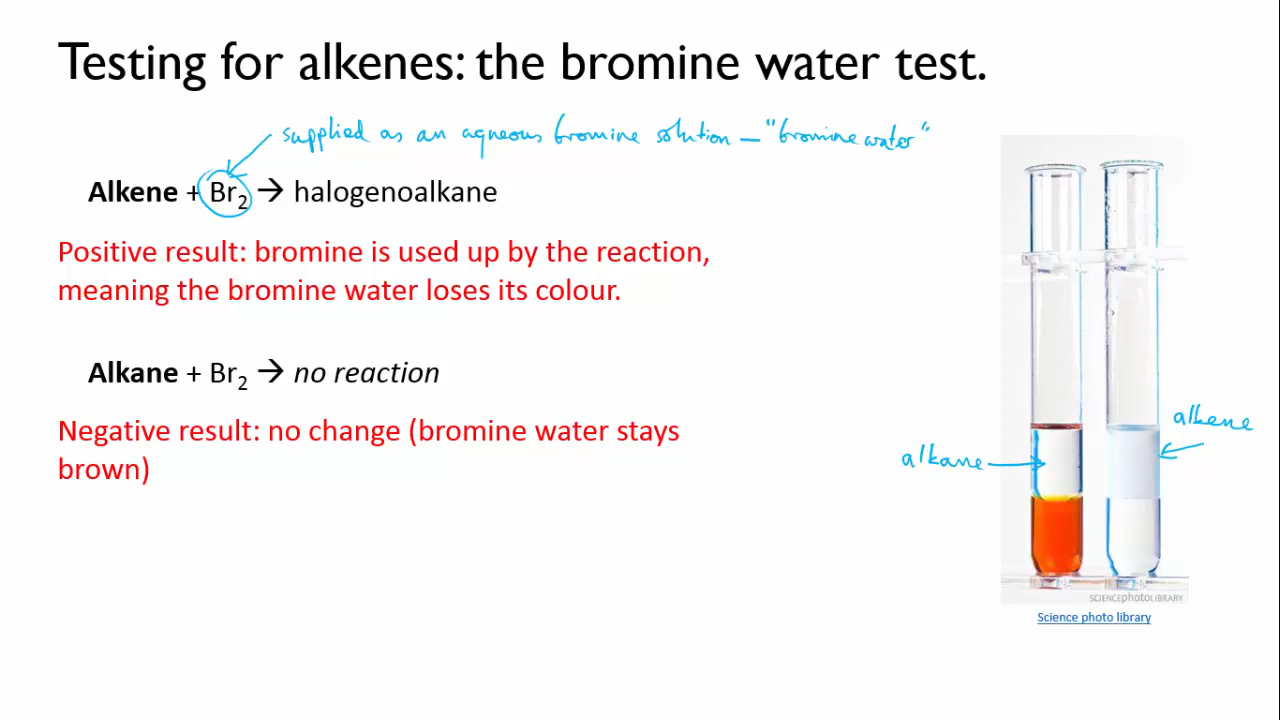 Testing for alkenes: the bromine water test.
supplied as an aqueous bromine solution – "bromine water"
Alkene + Br₂ → halogenoalkane
Positive result: bromine is used up by the reaction,
meaning the bromine water loses its colour.
Alkane + Br₂ → no reaction
Negative result: no change (bromine water stays
brown)
alkene
alkane
SCIENCEphotoLIBRARY
Science photo library